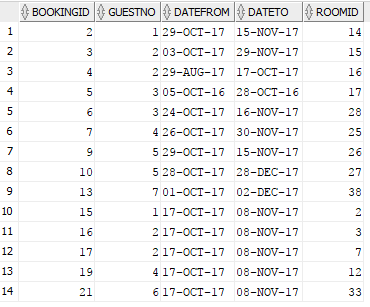 BOOKINGID GUESTNO DATEFROM DATETO ROOMID
1 2 1 29-OCT-17 15-NOV-17 14
2 3 2 03-OCT-17 29-NOV-17 15
3 4 2 29-AUG-17 17-OCT-17 16
4 5 3 05-OCT-16 28-OCT-16 17
5 6 3 24-OCT-17 16-NOV-17 28
6 7 4 26-OCT-17 30-NOV-17 25
7 9 5 29-OCT-17 15-NOV-17 26
8 10 5 28-OCT-17 28-DEC-17 27
9 13 7 01-OCT-17 02-DEC-17 38
10 15 1 17-OCT-17 08-NOV-17 2
11 16 2 17-OCT-17 08-NOV-17 3
12 17 2 17-OCT-17 08-NOV-17 7
13 19 4 17-OCT-17 08-NOV-17 12
14 21 6 17-OCT-17 08-NOV-17 33